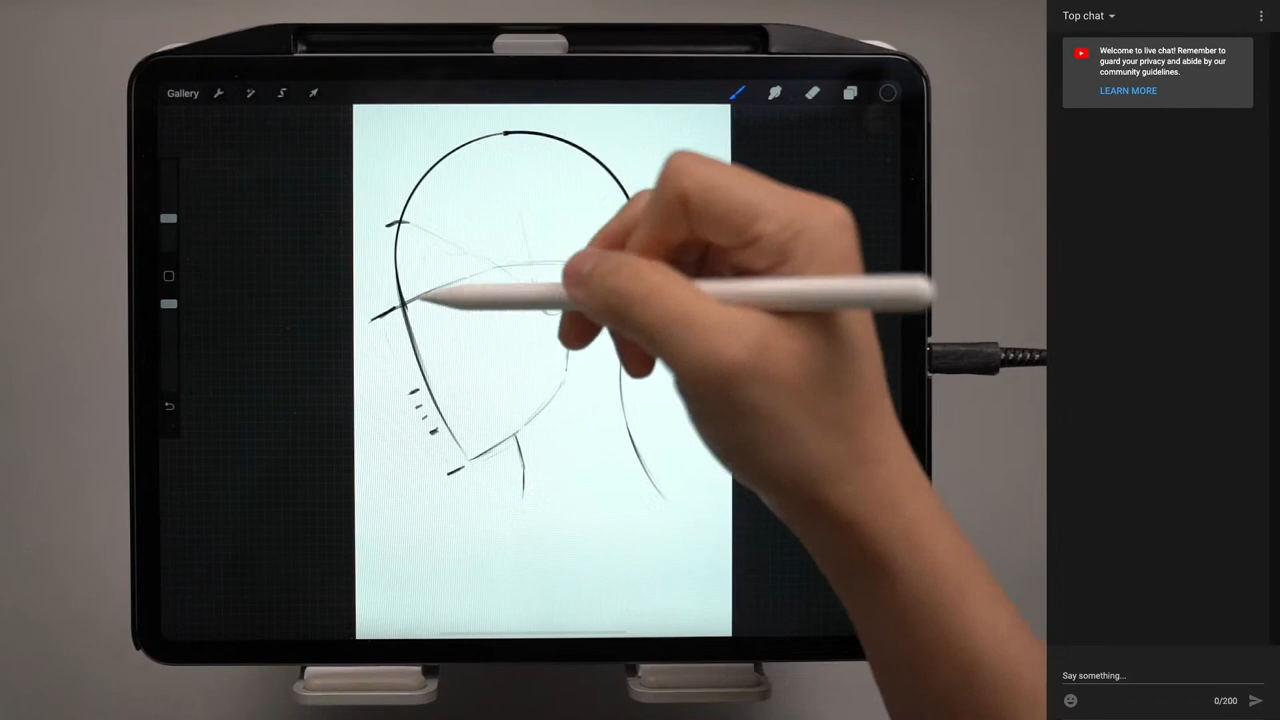 Gallery
Top chat
Welcome to live chat! Remember to
guard your privacy and abide by our
community guidelines.
LEARN MORE
Say something...
0/200